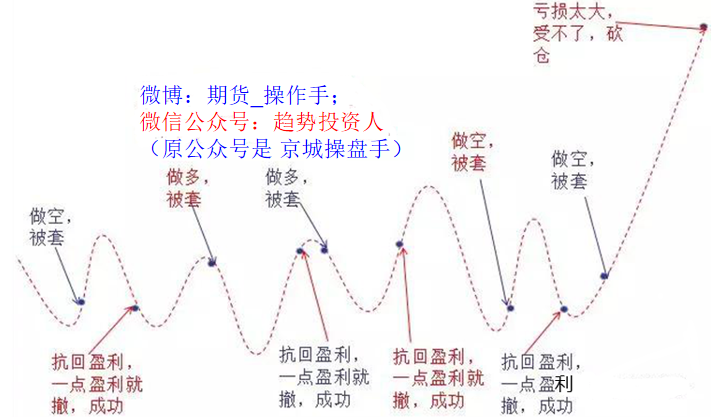 亏损太大，
受不了，砍
仓
微博：期货_操作手；
微信公众号：趋势投资人
（原公众号是 京城操盘手）
做空，
被套
做多，
被套
做多，
被套
做空，
被套
做空，
被套
抗回盈利，
一点盈利就
撤，成功
抗回盈利，
一点盈利就
撤，成功
抗回盈利，
一点盈利就
撤，成功
抗回盈利，
一点盈利
撤，成功